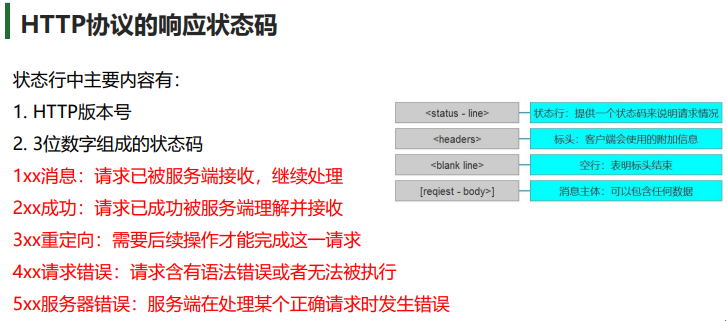 HTTP协议的响应状态码
状态行中主要内容有：
1. HTTP版本号
2. 3位数字组成的状态码
1xx消息：请求已被服务端接收，继续处理
2xx成功：请求已成功被服务端理解并接收
3xx重定向：需要后续操作才能完成这一请求
4xx请求错误：请求含有语法错误或者无法被执行
5xx服务器错误：服务端在处理某个正确请求时发生错误
<status - line> 状态行：提供一个状态码来说明请求情况
<headers> 标头：客户端会使用的附加信息
<blank line> 空行：表明标头结束
[reqiest - body>] 消息主体：可以包含任何数据